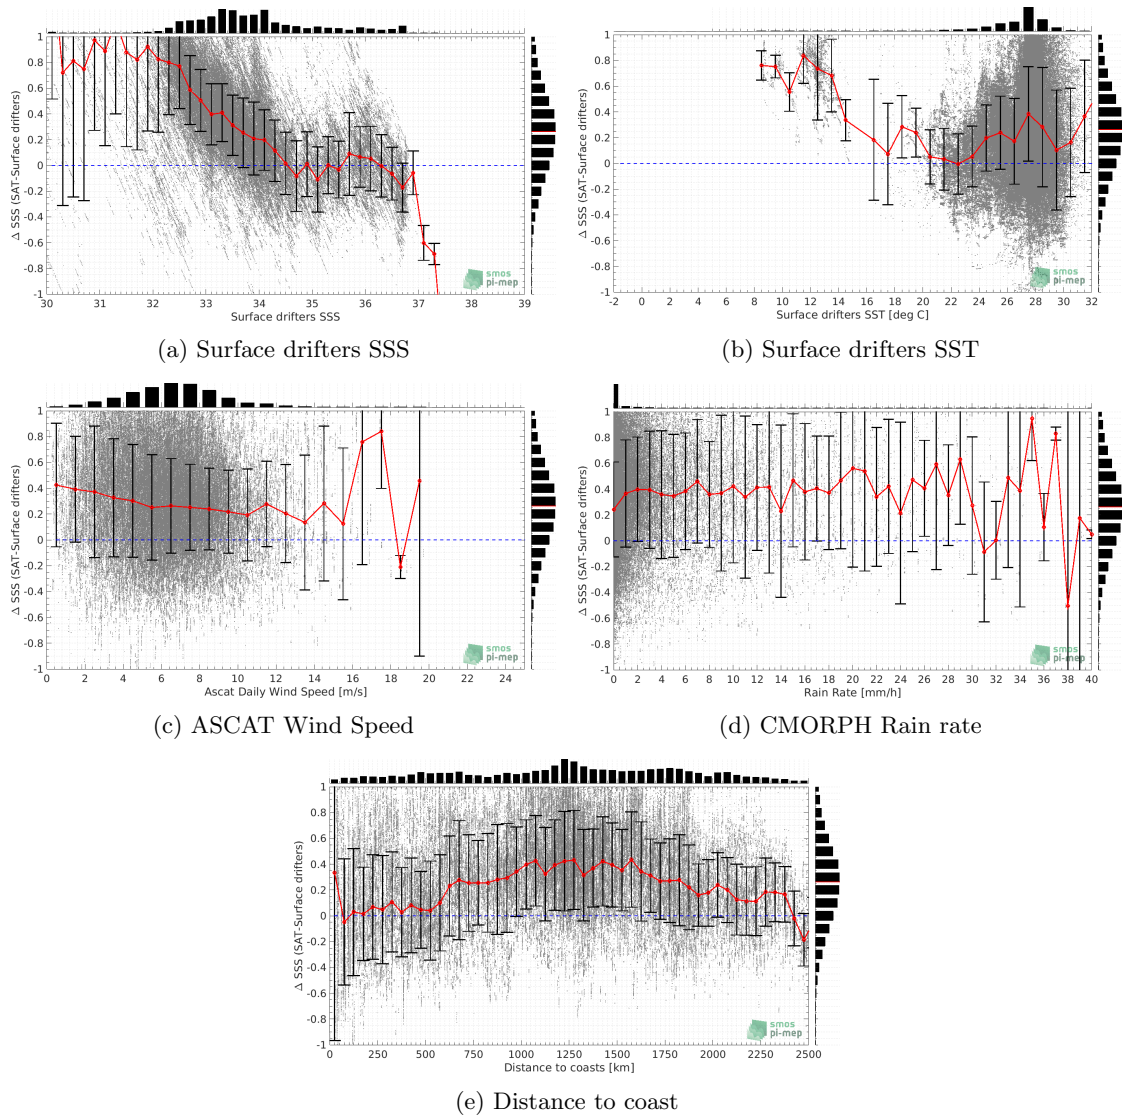 1
0.8
0.6
0.4
0.2
0
-0.2
-0.4
-0.6
-0.8
-1
Δ SSS (SAT-Surface drifters)
30 31 32 33 34 35 36 37 38 39
Surface drifters SSS
smos
pi-mep
(a) Surface drifters SSS
1
0.8
0.6
0.4
0.2
0
-0.2
-0.4
-0.6
-0.8
-1
Δ SSS (SAT-Surface drifters)
-2 0 2 4 6 8 10 12 14 16 18 20 22 24 26 28 30 32
Surface drifters SST [deg C]
smos
pi-mep
(b) Surface drifters SST
1
0.8
0.6
0.4
0.2
0
-0.2
-0.4
-0.6
-0.8
-1
Δ SSS (SAT-Surface drifters)
0 2 4 6 8 10 12 14 16 18 20 22 24
Ascat Daily Wind Speed [m/s]
smos
pi-mep
(c) ASCAT Wind Speed
1
0.8
0.6
0.4
0.2
0
-0.2
-0.4
-0.6
-0.8
-1
Δ SSS (SAT-Surface drifters)
0 2 4 6 8 10 12 14 16 18 20 22 24 26 28 30 32 34 36 38 40
Rain Rate [mm/h]
smos
pi-mep
(d) CMORPH Rain rate
1
0.8
0.6
0.4
0.2
0
-0.2
-0.4
-0.6
-0.8
-1
Δ SSS (SAT-Surface drifters)
0 250 500 750 1000 1250 1500 1750 2000 2250 2500
Distance to coasts [km]
smos
pi-mep
(e) Distance to coast